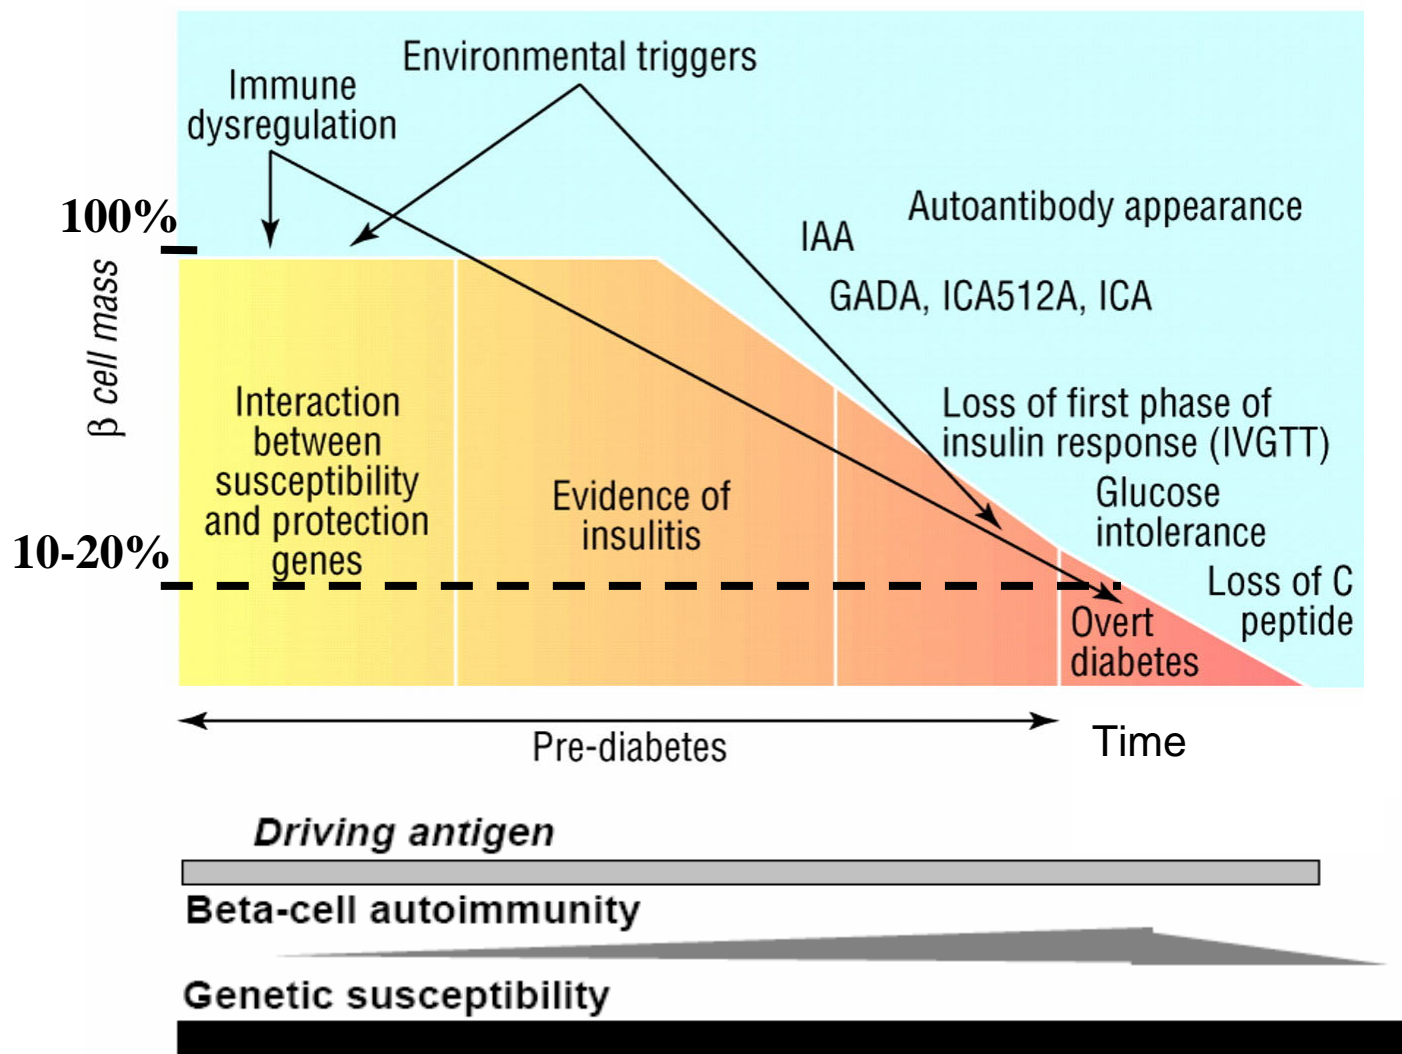 Environmental triggers
Immune
dysregulation
100%
Autoantibody appearance
IAA
GADA, ICA512A, ICA
β cell mass
Interaction
between
susceptibility
and protection
genes
Evidence of
insulitis
Loss of first phase of
insulin response (IVGTT)
Glucose
intolerance
10-20%
Loss of C
peptide
Overt
diabetes
Pre-diabetes
Time
Driving antigen
Beta-cell autoimmunity
Genetic susceptibility